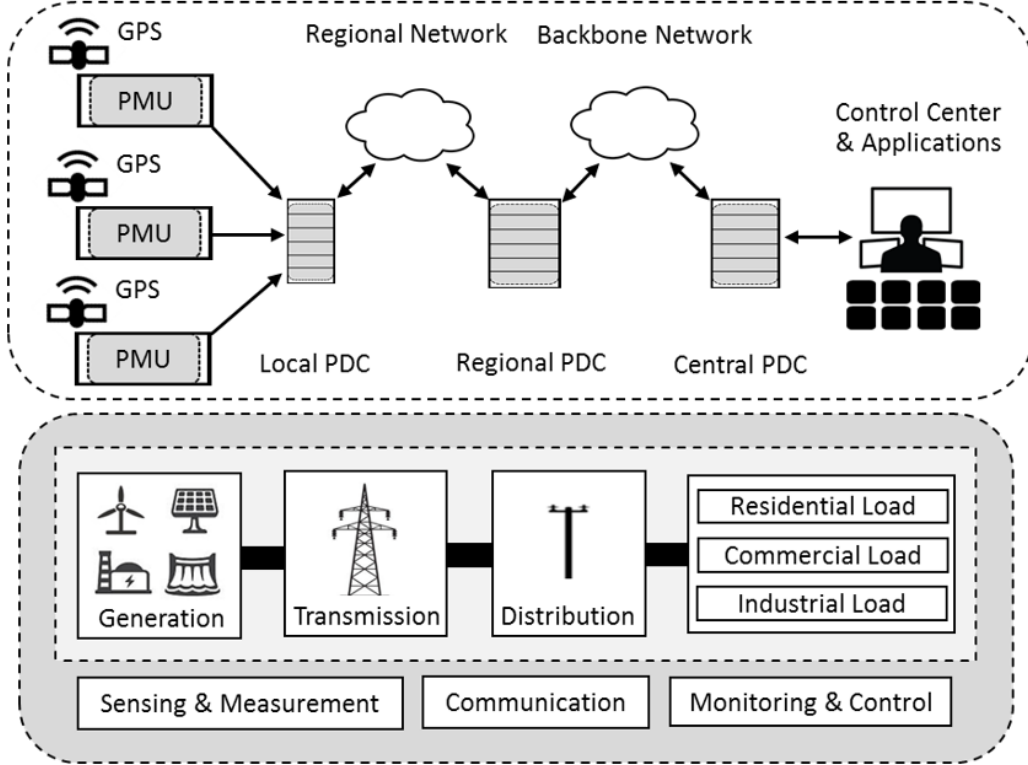 GPS
Regional Network
Backbone Network
PMU
Control Center
& Applications
GPS
PMU
GPS
PMU
Local PDC
Regional PDC
Central PDC
Generation
Transmission
Distribution
Residential Load
Commercial Load
Industrial Load
Sensing & Measurement
Communication
Monitoring & Control